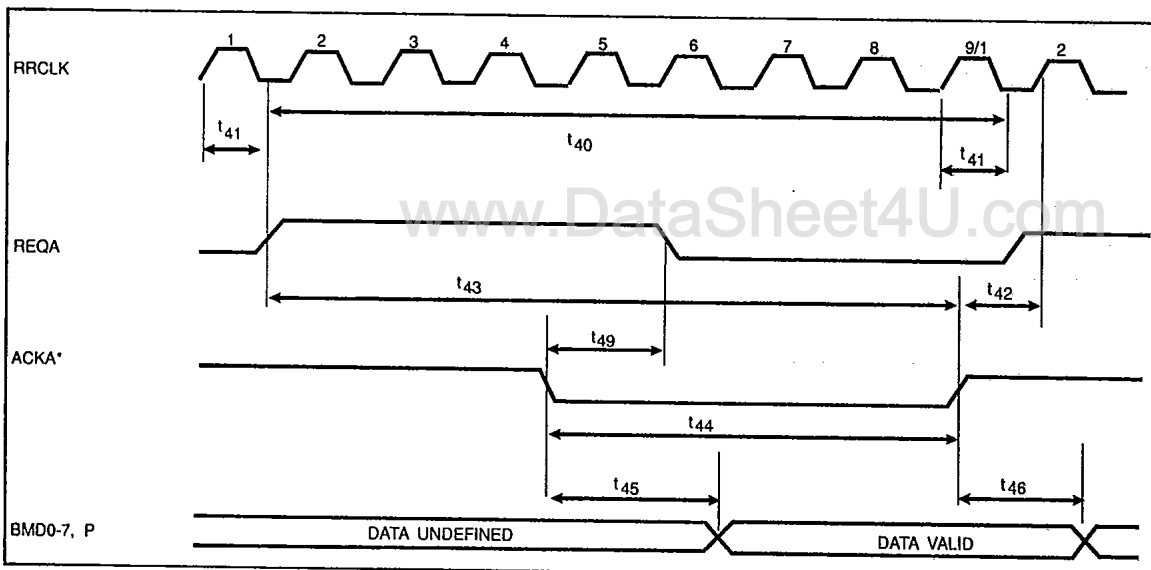 1 2 3 4 5 6 7 8 9/1 2
RRCLK
t41 t40 t41
www.DataSheet4U.com
REQA
t43 t42
t49
ACKA*
t44
t45 t46
BMD0-7, P DATA UNDEFINED DATA VALID